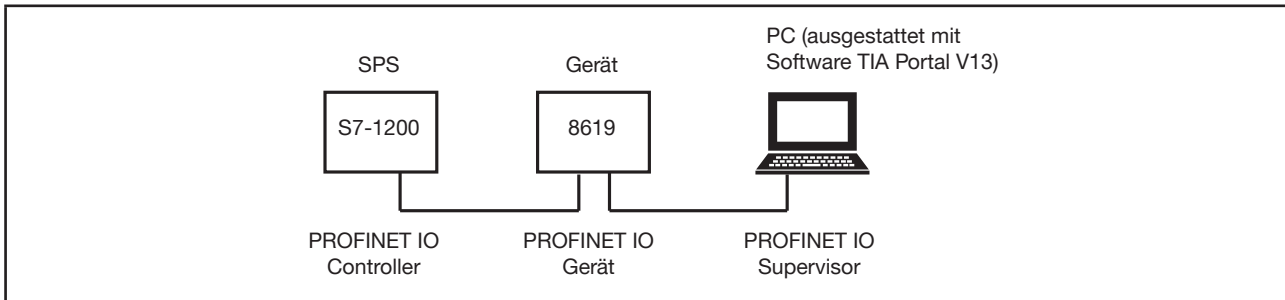 SPS
Gerät
PC (ausgestattet mit
Software TIA Portal V13)
S7-1200
8619
PROFINET IO
Controller
PROFINET IO
Gerät
PROFINET IO
Supervisor